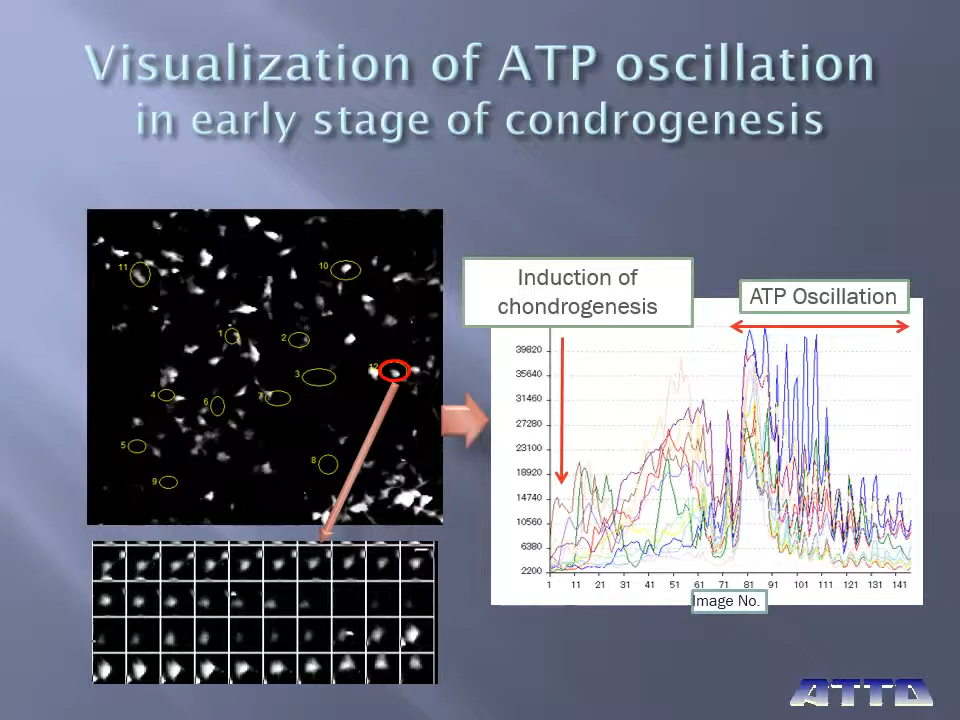 Visualization of ATP oscillation
in early stage of condrogenesis
11
10
1
2
3
12
4
6
7
5
8
9
Induction of
chondrogenesis
ATP Oscillation
39820
35640
31460
27280
23100
18920
14740
10560
6380
2200
1 11 21 31 41 51 61 71 81 91 101 111 121 131 141
Image No.
ATTO